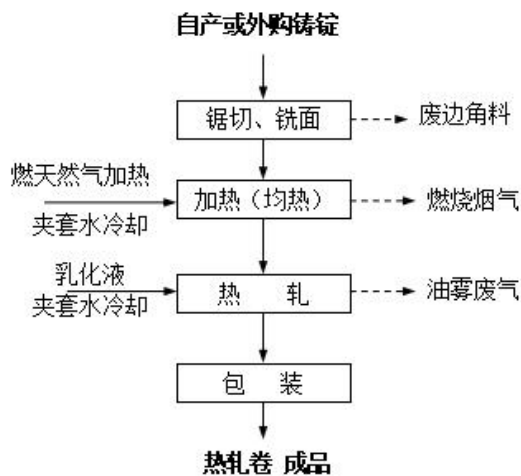 自产或外购铸锭
锯切、铣面
废边角料
燃天然气加热
夹套水冷却
加热（均热）
燃烧烟气
乳化液
夹套水冷却
热 轧
油雾废气
包 装
热轧卷 成品